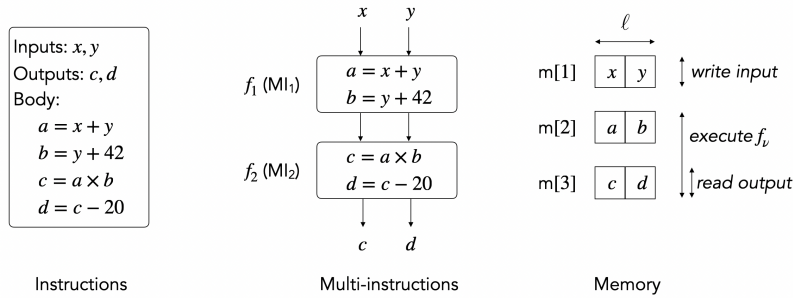 Inputs: x, y
Outputs: c, d
Body:
a = x + y
b = y + 42
c = a × b
d = c − 20
Instructions
x y
f₁ (MI₁)
a = x + y
b = y + 42
f₂ (MI₂)
c = a × b
d = c − 20
c d
Multi-instructions
ℓ
m[1] x y write input
m[2] a b
execute fᵥ
m[3] c d read output
Memory